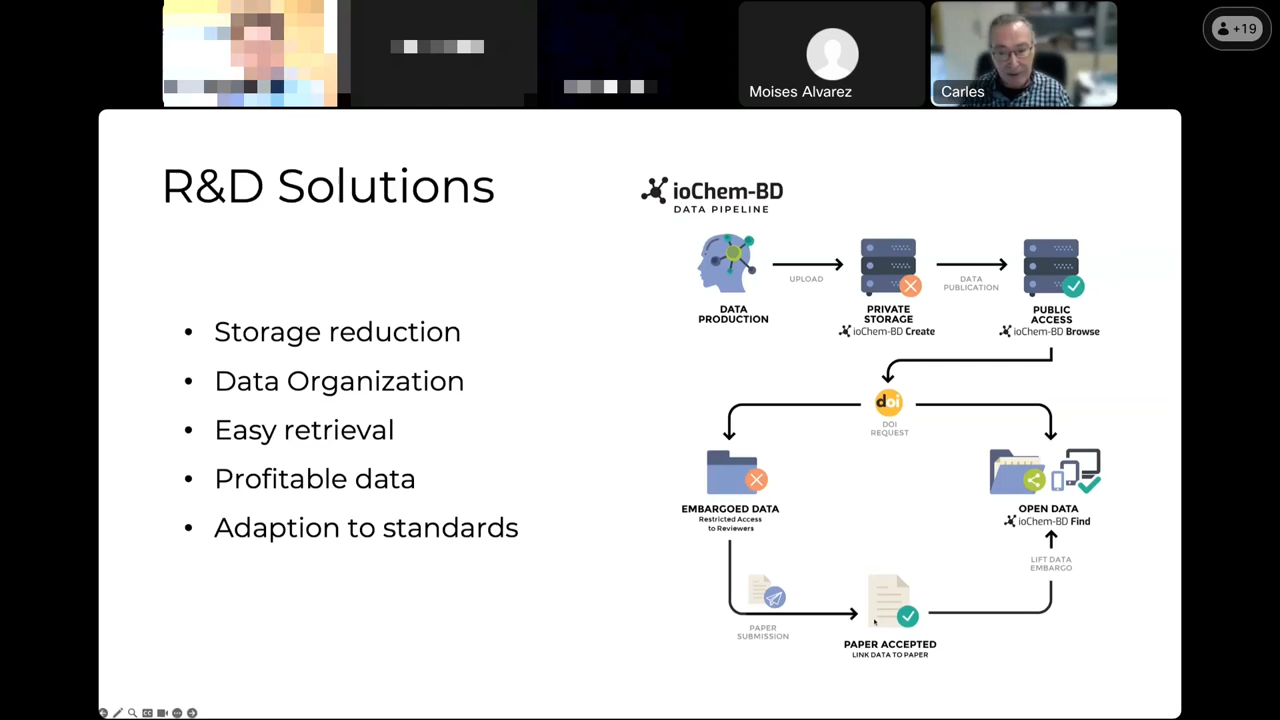 Moises Alvarez
Carles
+19
R&D Solutions
• Storage reduction
• Data Organization
• Easy retrieval
• Profitable data
• Adaption to standards
ioChem-BD
DATA PIPELINE
DATA
PRODUCTION
UPLOAD
PRIVATE
STORAGE
ioChem-BD Create
DATA
PUBLICATION
PUBLIC
ACCESS
ioChem-BD Browse
doi
DOI
REQUEST
EMBARGOED DATA
Restricted Access
to Reviewers
OPEN DATA
ioChem-BD Find
LIFT DATA
EMBARGO
PAPER
SUBMISSION
PAPER ACCEPTED
LINK DATA TO PAPER
CC